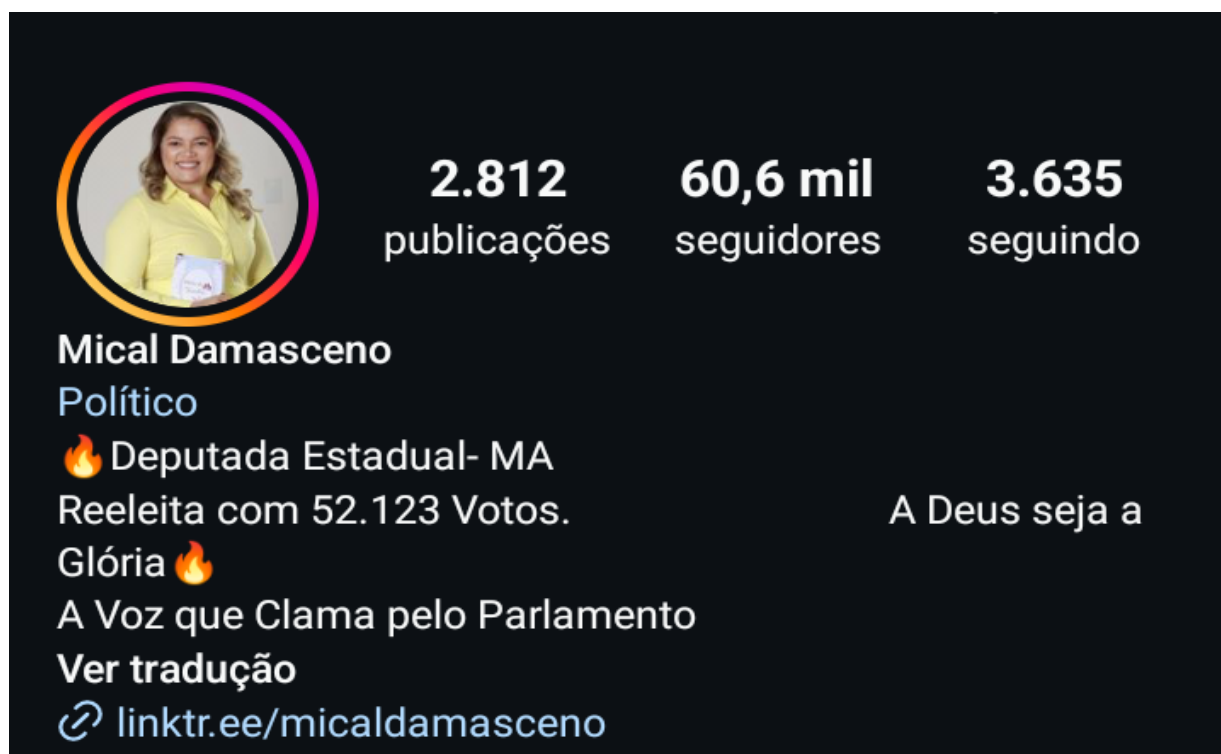 2.812 60,6 mil 3.635
publicações seguidores seguindo
Mical Damasceno
Político
🔥Deputada Estadual- MA
Reeleita com 52.123 Votos. A Deus seja a
Glória🔥
A Voz que Clama pelo Parlamento
Ver tradução
linktr.ee/micaldamasceno